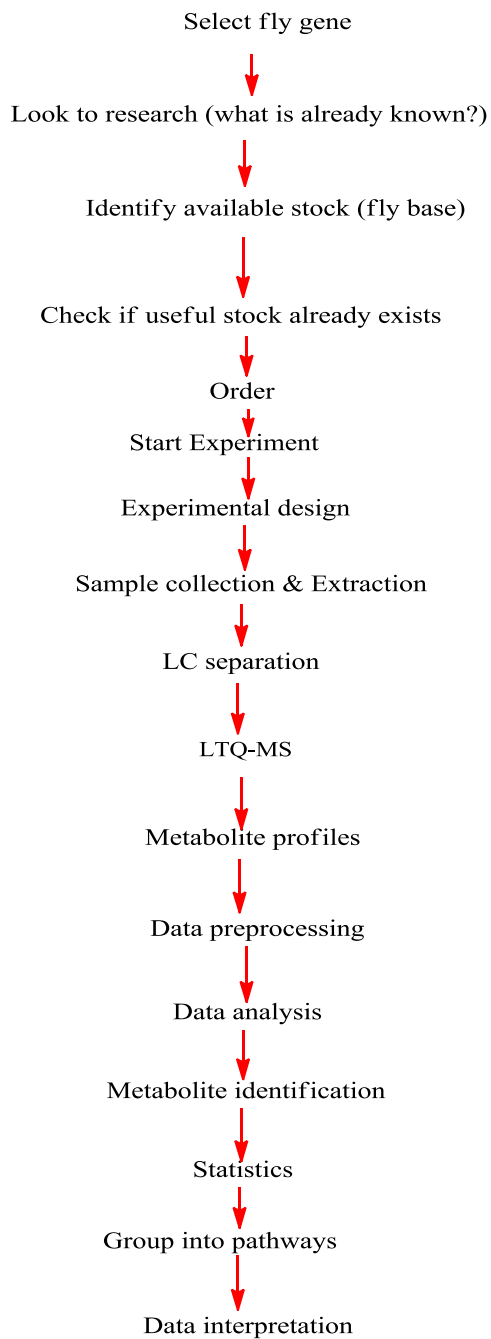 Select fly gene
Look to research (what is already known?)
Identify available stock (fly base)
Check if useful stock already exists
Order
Start Experiment
Experimental design
Sample collection & Extraction
LC separation
LTQ-MS
Metabolite profiles
Data preprocessing
Data analysis
Metabolite identification
Statistics
Group into pathways
Data interpretation